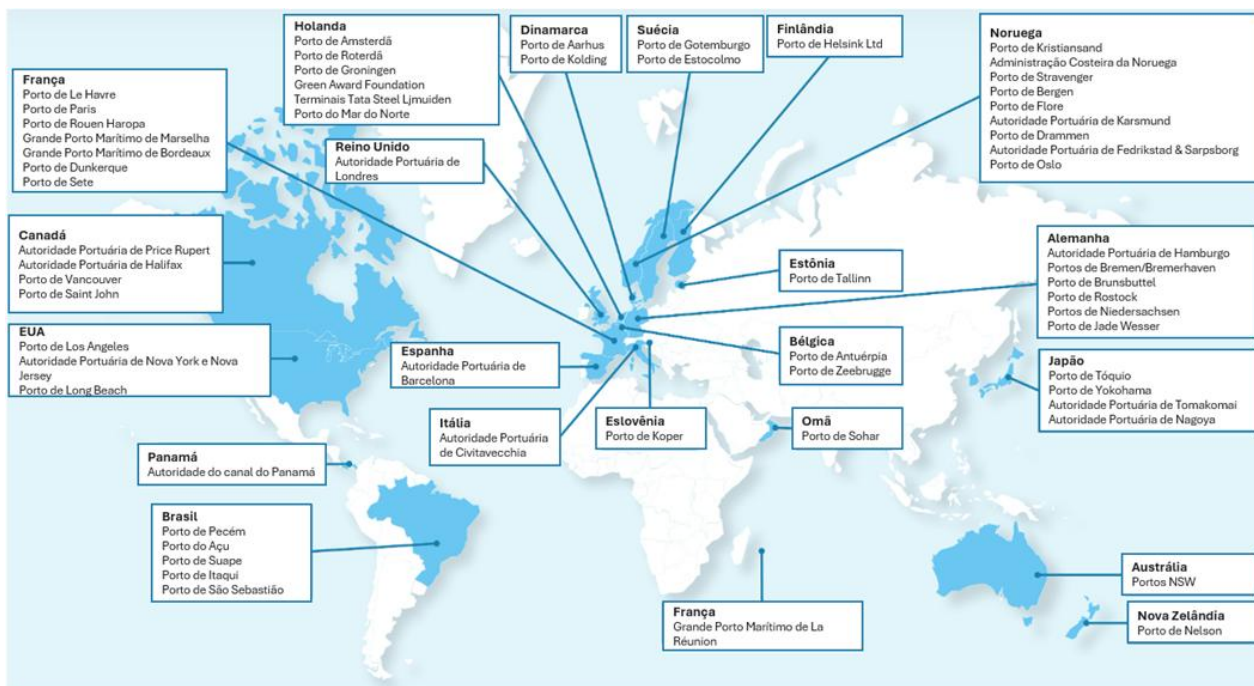 Holanda
Porto de Amsterdã
Porto de Roterdã
Porto de Groningen
Green Award Foundation
Terminais Tata Steel Ljmuiden
Porto do Mar do Norte
Dinamarca
Porto de Aarhus
Porto de Kolding
Suécia
Porto de Gotemburgo
Porto de Estocolmo
Finlândia
Porto de Helsink Ltd
Noruega
Porto de Kristiansand
Administração Costeira da Noruega
Porto de Stravenger
Porto de Bergen
Porto de Flore
Autoridade Portuária de Karsmund
Porto de Drammen
Autoridade Portuária de Fedrikstad & Sarpsborg
Porto de Oslo
França
Porto de Le Havre
Porto de Paris
Porto de Rouen Haropa
Grande Porto Marítimo de Marselha
Grande Porto Marítimo de Bordeaux
Porto de Dunkerque
Porto de Sete
Reino Unido
Autoridade Portuária de
Londres
Canadá
Autoridade Portuária de Price Rupert
Autoridade Portuária de Halifax
Porto de Vancouver
Porto de Saint John
Estônia
Porto de Tallinn
Alemanha
Autoridade Portuária de Hamburgo
Portos de Bremen/Bremerhaven
Porto de Brunsbuttel
Porto de Rostock
Portos de Niedersachsen
Porto de Jade Wesser
EUA
Porto de Los Angeles
Autoridade Portuária de Nova York e Nova
Jersey
Porto de Long Beach
Espanha
Autoridade Portuária de
Barcelona
Bélgica
Porto de Antuérpia
Porto de Zeebrugge
Japão
Porto de Tóquio
Porto de Yokohama
Autoridade Portuária de Tomakomai
Autoridade Portuária de Nagoya
Itália
Autoridade Portuária
de Civitavecchia
Eslovênia
Porto de Koper
Omã
Porto de Sohar
Panamá
Autoridade do canal do Panamá
Brasil
Porto de Pecém
Porto do Açu
Porto de Suape
Porto de Itaqui
Porto de São Sebastião
França
Grande Porto Marítimo de La
Réunion
Austrália
Portos NSW
Nova Zelândia
Porto de Nelson